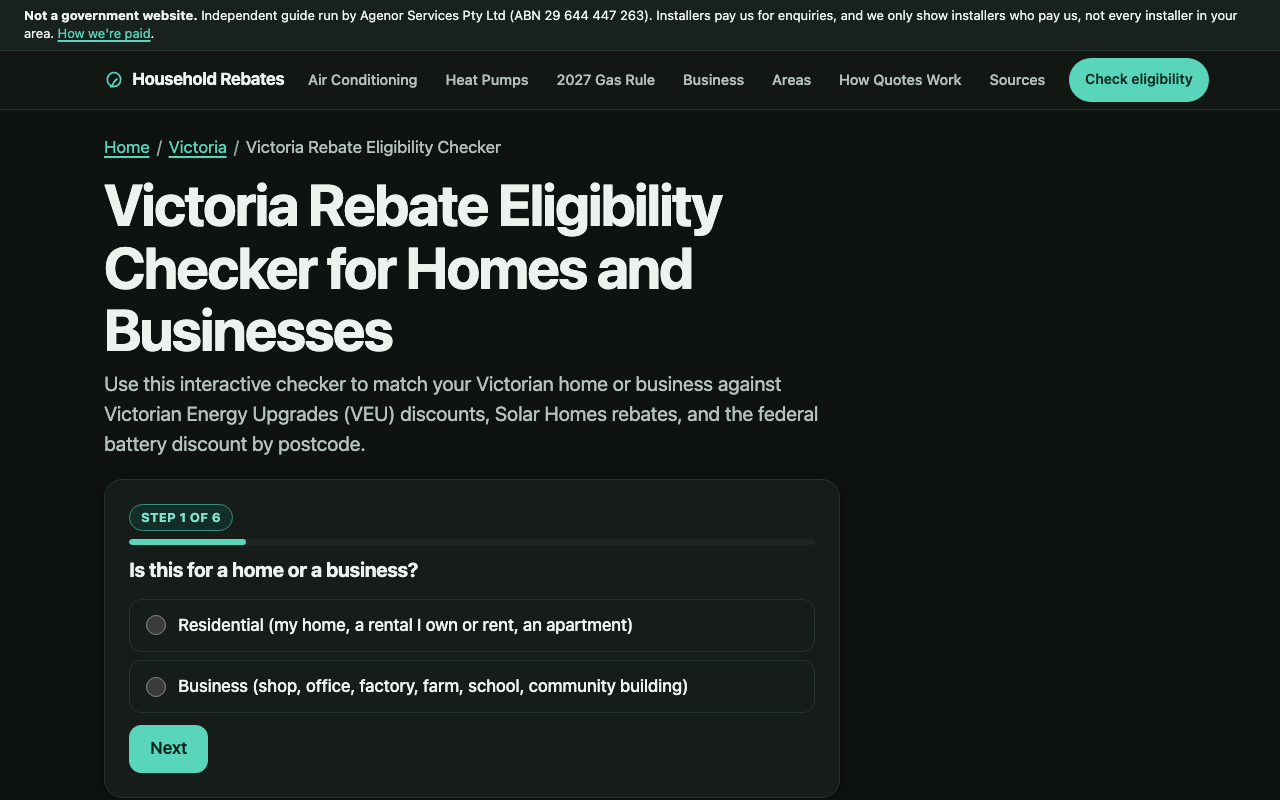 Not a government website. Independent guide run by Agenor Services Pty Ltd (ABN 29 644 447 263). Installers pay us for enquiries, and we only show installers who pay us, not every installer in your
area. How we're paid.
Household Rebates Air Conditioning Heat Pumps 2027 Gas Rule Business Areas How Quotes Work Sources Check eligibility
Home / Victoria / Victoria Rebate Eligibility Checker
Victoria Rebate Eligibility
Checker for Homes and
Businesses
Use this interactive checker to match your Victorian home or business against
Victorian Energy Upgrades (VEU) discounts, Solar Homes rebates, and the federal
battery discount by postcode.
STEP 1 OF 6
Is this for a home or a business?
Residential (my home, a rental I own or rent, an apartment)
Business (shop, office, factory, farm, school, community building)
Next